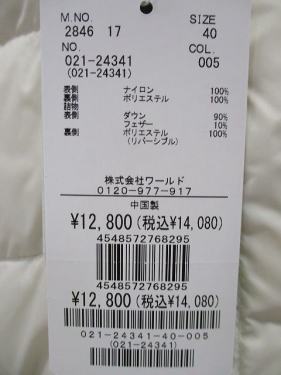 M.NO. SIZE
2846 17 40
NO. COL.
021-24341 005
(021-24341)
表側 ナイロン 100%
裏側 ポリエステル 100%
詰物
表側 ダウン 90%
フェザー 10%
裏側 ポリエステル 100%
(リバーシブル)
株式会社ワールド
0120-977-917
中国製
¥12,800(税込¥14,080)
4548572768295
¥12,800(税込¥14,080)
4548572768295
021-24341-40-005
(021-24341)